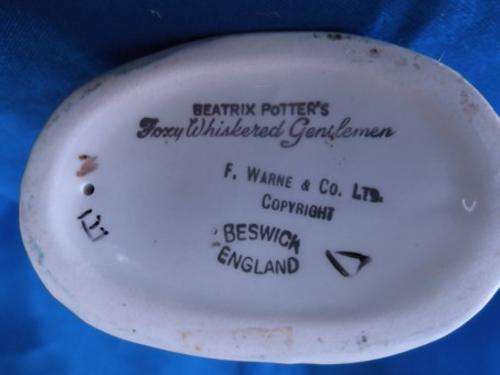 BEATRIX POTTER'S
Foxy Whiskered Gentlemen
F. WARNE & CO. LTD.
COPYRIGHT
BESWICK
ENGLAND